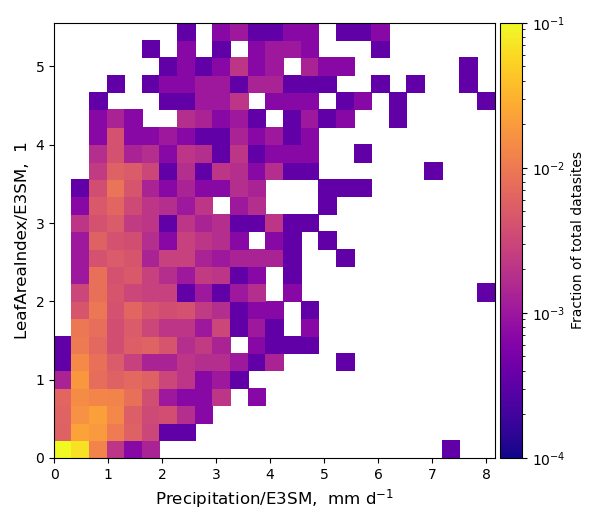 LeafAreaIndex/E3SM,  1
5
4
3
2
1
0
0 1 2 3 4 5 6 7 8
Precipitation/E3SM,  mm d⁻¹
10⁻¹
10⁻²
10⁻³
10⁻⁴
Fraction of total datasites